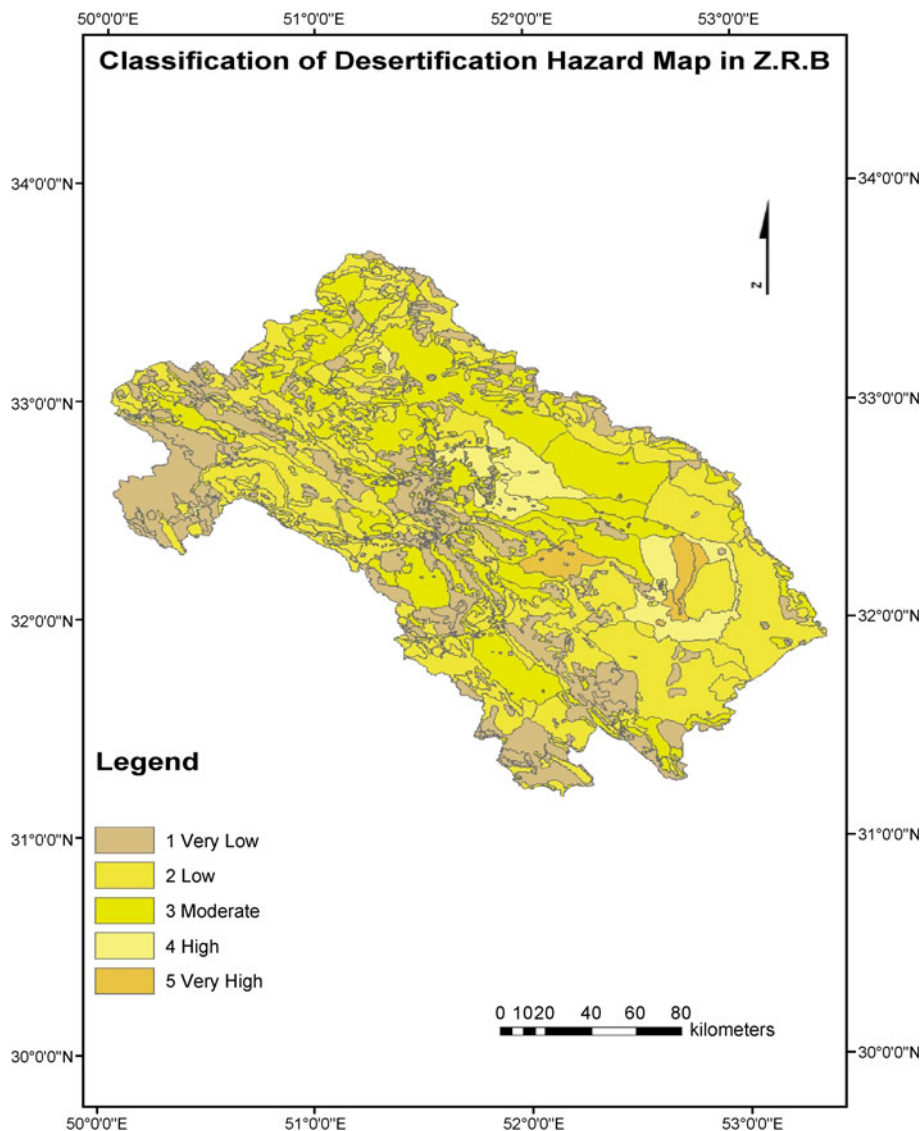 50°0'0"E 51°0'0"E 52°0'0"E 53°0'0"E
Classification of Desertification Hazard Map in Z.R.B
34°0'0"N 34°0'0"N
z
33°0'0"N 33°0'0"N
32°0'0"N 32°0'0"N
Legend
31°0'0"N 31°0'0"N
1 Very Low
2 Low
3 Moderate
4 High
5 Very High
0 1020 40 60 80
kilometers
30°0'0"N 30°0'0"N
50°0'0"E 51°0'0"E 52°0'0"E 53°0'0"E